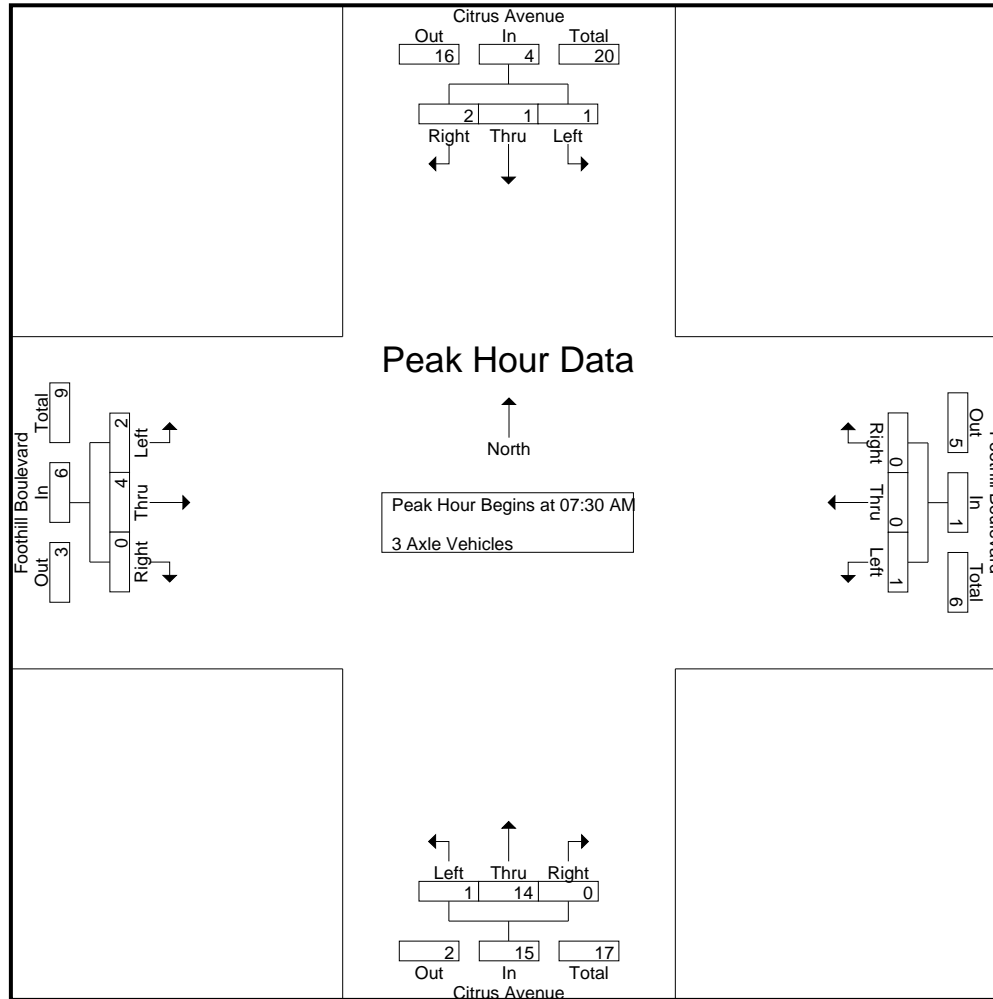 Citrus Avenue
Out In Total
16 4 20
2 1 1
Right Thru Left
Peak Hour Data
North
Peak Hour Begins at 07:30 AM
3 Axle Vehicles
Foothill Boulevard
Total In Out
9 6 3
2 4 0
Left Thru Right
Out In Total
5 1 6
0 0 1
Right Thru Left
Left Thru Right
1 14 0
2 15 17
Out In Total
Citrus Avenue